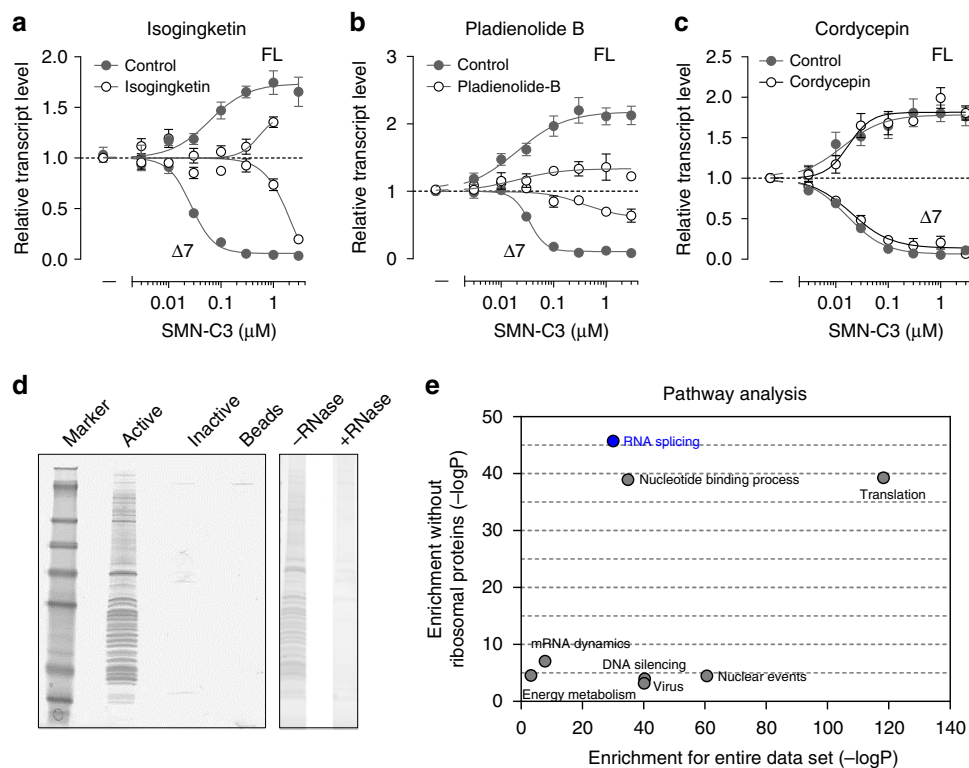 a
Isogingketin
Relative transcript level
2.0
1.5
1.0
0.5
0.0
Control
Isogingketin
FL
Δ7
–
0.01
0.1
1
SMN-C3 (μM)
b
Pladienolide B
Relative transcript level
3
2
1
0
Control
Pladienolide-B
FL
Δ7
–
0.01
0.1
1
SMN-C3 (μM)
c
Cordycepin
Relative transcript level
2.5
2.0
1.5
1.0
0.5
0.0
Control
Cordycepin
FL
Δ7
–
0.01
0.1
1
SMN-C3 (μM)
d
Marker
Active
Inactive
Beads
–RNase
+RNase
e
Pathway analysis
Enrichment without
ribosomal proteins (–logP)
50
40
30
20
10
0
RNA splicing
Nucleotide binding process
Translation
mRNA dynamics
DNA silencing
Nuclear events
Energy metabolism
Virus
0
20
40
60
80
100
120
140
Enrichment for entire data set (–logP)